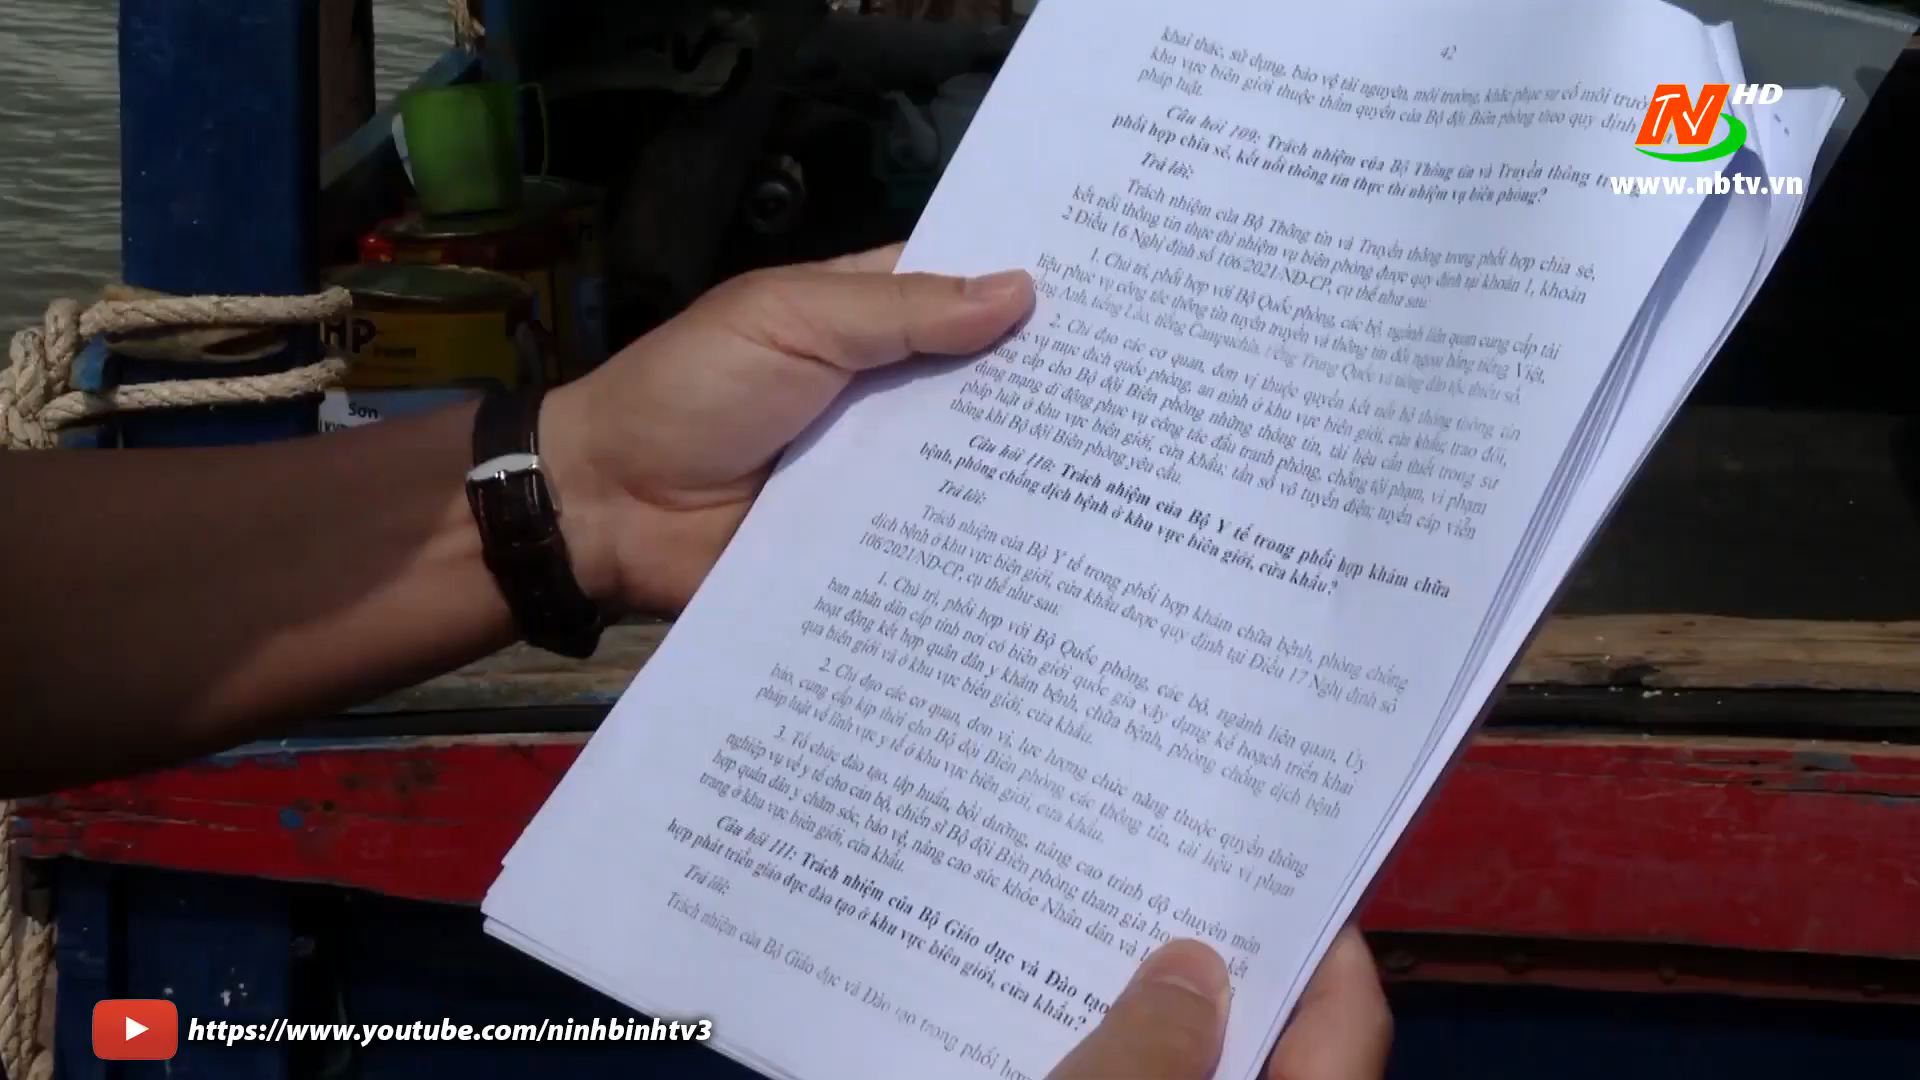 42
khai thác, sử dụng, bảo vệ tài nguyên, môi trường, khắc phục sự cố môi trườ
khu vực biên giới thuộc thẩm quyền của Bộ đội Biên phòng theo quy định
pháp luật.
Câu hỏi 109: Trách nhiệm của Bộ Thông tin và Truyền thông trong
phối hợp chia sẻ, kết nối thông tin thực thi nhiệm vụ biên phòng?
Trả lời:
Trách nhiệm của Bộ Thông tin và Truyền thông trong phối hợp chia sẻ,
kết nối thông tin thực thi nhiệm vụ biên phòng được quy định tại khoản 1, khoản
2 Điều 16 Nghị định số 106/2021/NĐ-CP, cụ thể như sau:
1. Chủ trì, phối hợp với Bộ Quốc phòng, các bộ, ngành liên quan cung cấp tài
liệu phục vụ công tác thông tin tuyên truyền và thông tin đối ngoại bằng tiếng Việt,
tiếng Anh, tiếng Lào, tiếng Campuchia, tiếng Trung Quốc và tiếng dân tộc thiểu số.
2. Chỉ đạo các cơ quan, đơn vị thuộc quyền kết nối hệ thống thông tin
vụ mục đích quốc phòng, an ninh ở khu vực biên giới, cửa khẩu; trao đổi,
cung cấp cho Bộ đội Biên phòng những thông tin, tài liệu cần thiết trong sử
dụng mạng di động phục vụ công tác đấu tranh phòng, chống tội phạm, vi phạm
pháp luật ở khu vực biên giới, cửa khẩu; tần số vô tuyến điện; tuyến cáp viễn
thông khi Bộ đội Biên phòng yêu cầu.
Câu hỏi 110: Trách nhiệm của Bộ Y tế trong phối hợp khám chữa
bệnh, phòng chống dịch bệnh ở khu vực biên giới, cửa khẩu?
Trả lời:
Trách nhiệm của Bộ Y tế trong phối hợp khám chữa bệnh, phòng chống
dịch bệnh ở khu vực biên giới, cửa khẩu được quy định tại Điều 17 Nghị định số
106/2021/NĐ-CP, cụ thể như sau:
1. Chủ trì, phối hợp với Bộ Quốc phòng, các bộ, ngành liên quan, Ủy
ban nhân dân cấp tỉnh nơi có biên giới quốc gia xây dựng kế hoạch triển khai
hoạt động kết hợp quân dân y khám bệnh, chữa bệnh, phòng chống dịch bệnh
qua biên giới và ở khu vực biên giới, cửa khẩu.
2. Chỉ đạo các cơ quan, đơn vị, lực lượng chức năng thuộc quyền thông
báo, cung cấp kịp thời cho Bộ đội Biên phòng các thông tin, tài liệu vi phạm
pháp luật về lĩnh vực y tế ở khu vực biên giới, cửa khẩu.
3. Tổ chức đào tạo, tập huấn, bồi dưỡng, nâng cao trình độ chuyên môn
nghiệp vụ về y tế cho cán bộ, chiến sĩ Bộ đội Biên phòng tham gia kết
hợp quân dân y chăm sóc, bảo vệ, nâng cao sức khỏe Nhân dân và
trang ở khu vực biên giới, cửa khẩu.
Câu hỏi 111: Trách nhiệm của Bộ Giáo dục và Đào tạo
hợp phát triển giáo dục đào tạo ở khu vực biên giới, cửa khẩu?
Trả lời:
Trách nhiệm của Bộ Giáo dục và Đào tạo trong phối hợp
NTV HD
www.nbtv.vn
HP
Sơn
https://www.youtube.com/ninhbinhtv3